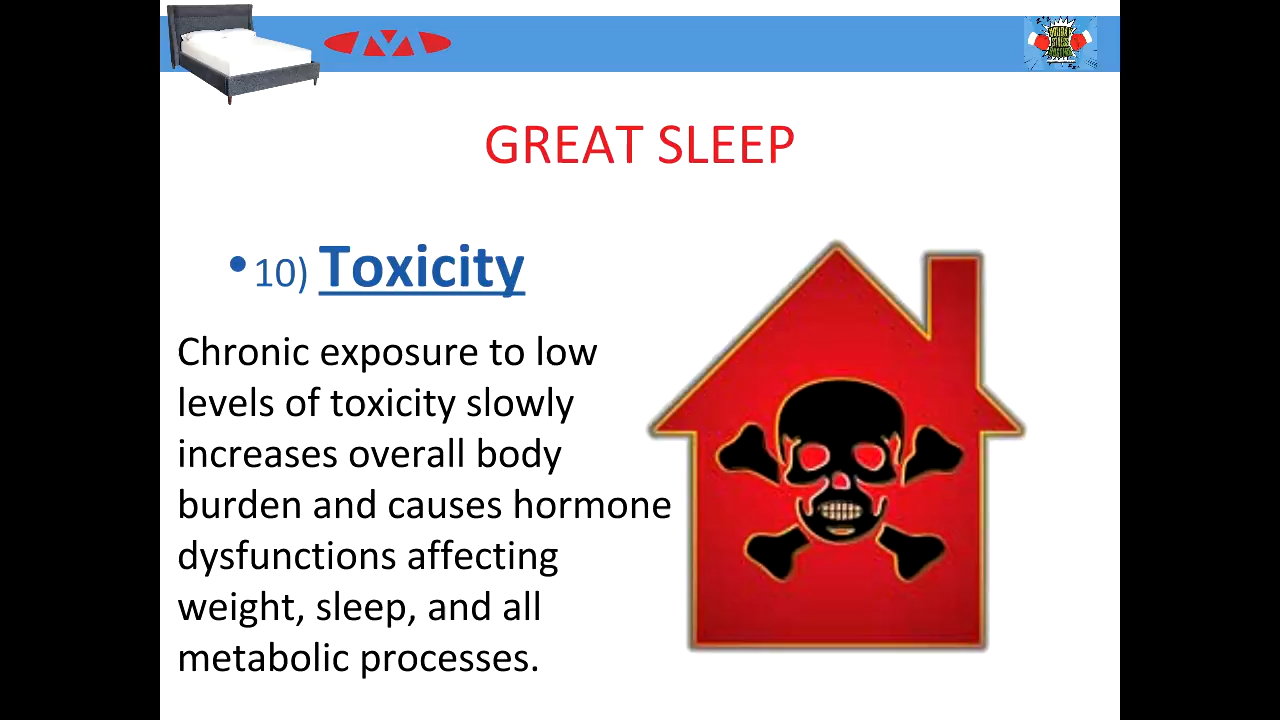 GREAT SLEEP
• 10) Toxicity
Chronic exposure to low
levels of toxicity slowly
increases overall body
burden and causes hormone
dysfunctions affecting
weight, sleep, and all
metabolic processes.